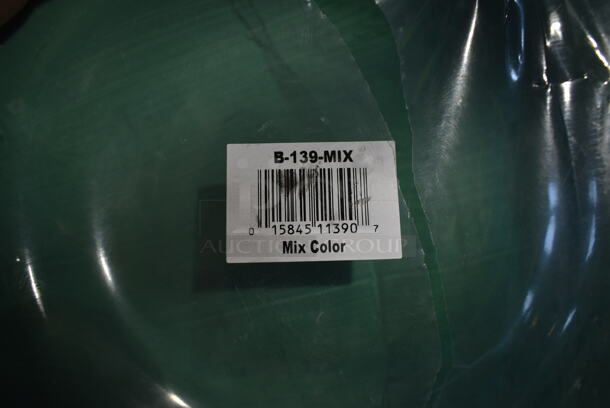 B-139-MIX
0 15845 11390 7
AUCTION GROUP
Mix Color